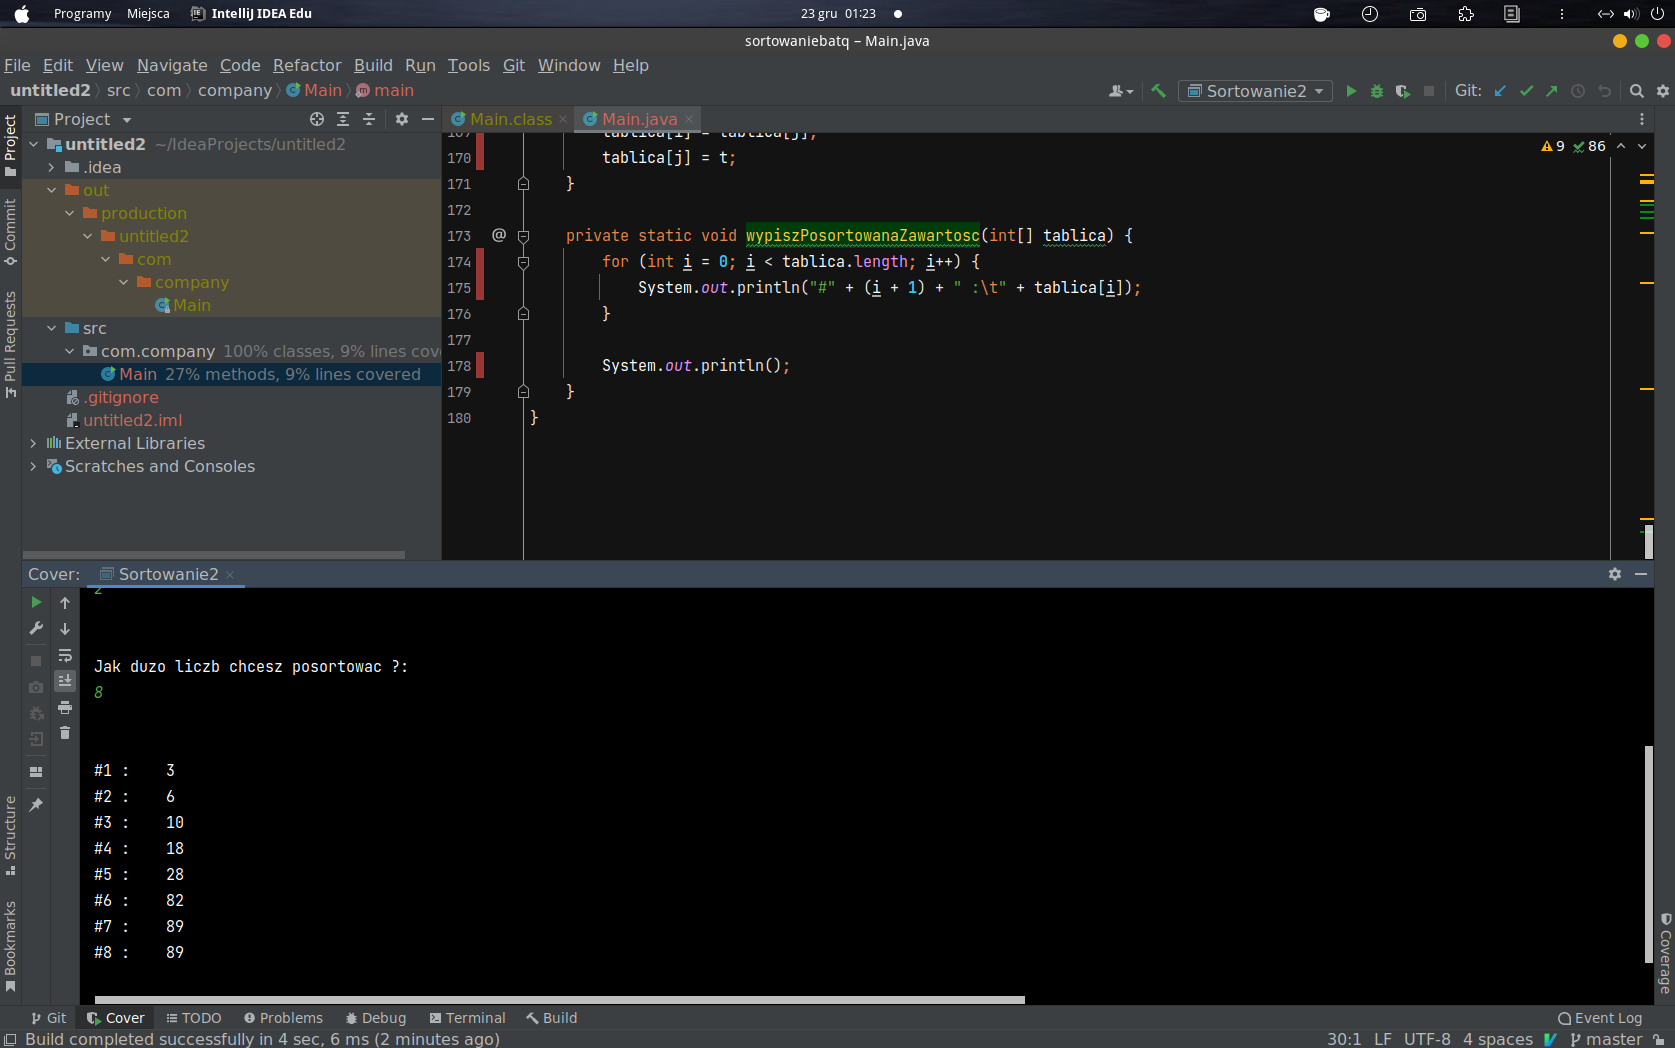 Programy Miejsca IntelliJ IDEA Edu 23 gru 01:23
sortowaniebatq – Main.java
File Edit View Navigate Code Refactor Build Run Tools Git Window Help
untitled2 src com company Main main Sortowanie2 Git:
Project
Main.class Main.java
untitled2 ~/IdeaProjects/untitled2
.idea
out
production
untitled2
com
company
Main
src
com.company 100% classes, 9% lines cov
Main 27% methods, 9% lines covered
.gitignore
untitled2.iml
External Libraries
Scratches and Consoles
9 86
169 tablica[i] = tablica[j];
170 tablica[j] = t;
171 }
172
173 @ private static void wypiszPosortowanaZawartosc(int[] tablica) {
174 for (int i = 0; i < tablica.length; i++) {
175 System.out.println("#" + (i + 1) + " :\t" + tablica[i]);
176 }
177
178 System.out.println();
179 }
180 }
Project
Commit
Pull Requests
Structure
Bookmarks
Coverage
Cover: Sortowanie2
2
Jak duzo liczb chcesz posortowac ?:
8
#1 : 3
#2 : 6
#3 : 10
#4 : 18
#5 : 28
#6 : 82
#7 : 89
#8 : 89
Git Cover TODO Problems Debug Terminal Build Event Log
Build completed successfully in 4 sec, 6 ms (2 minutes ago) 30:1 LF UTF-8 4 spaces master